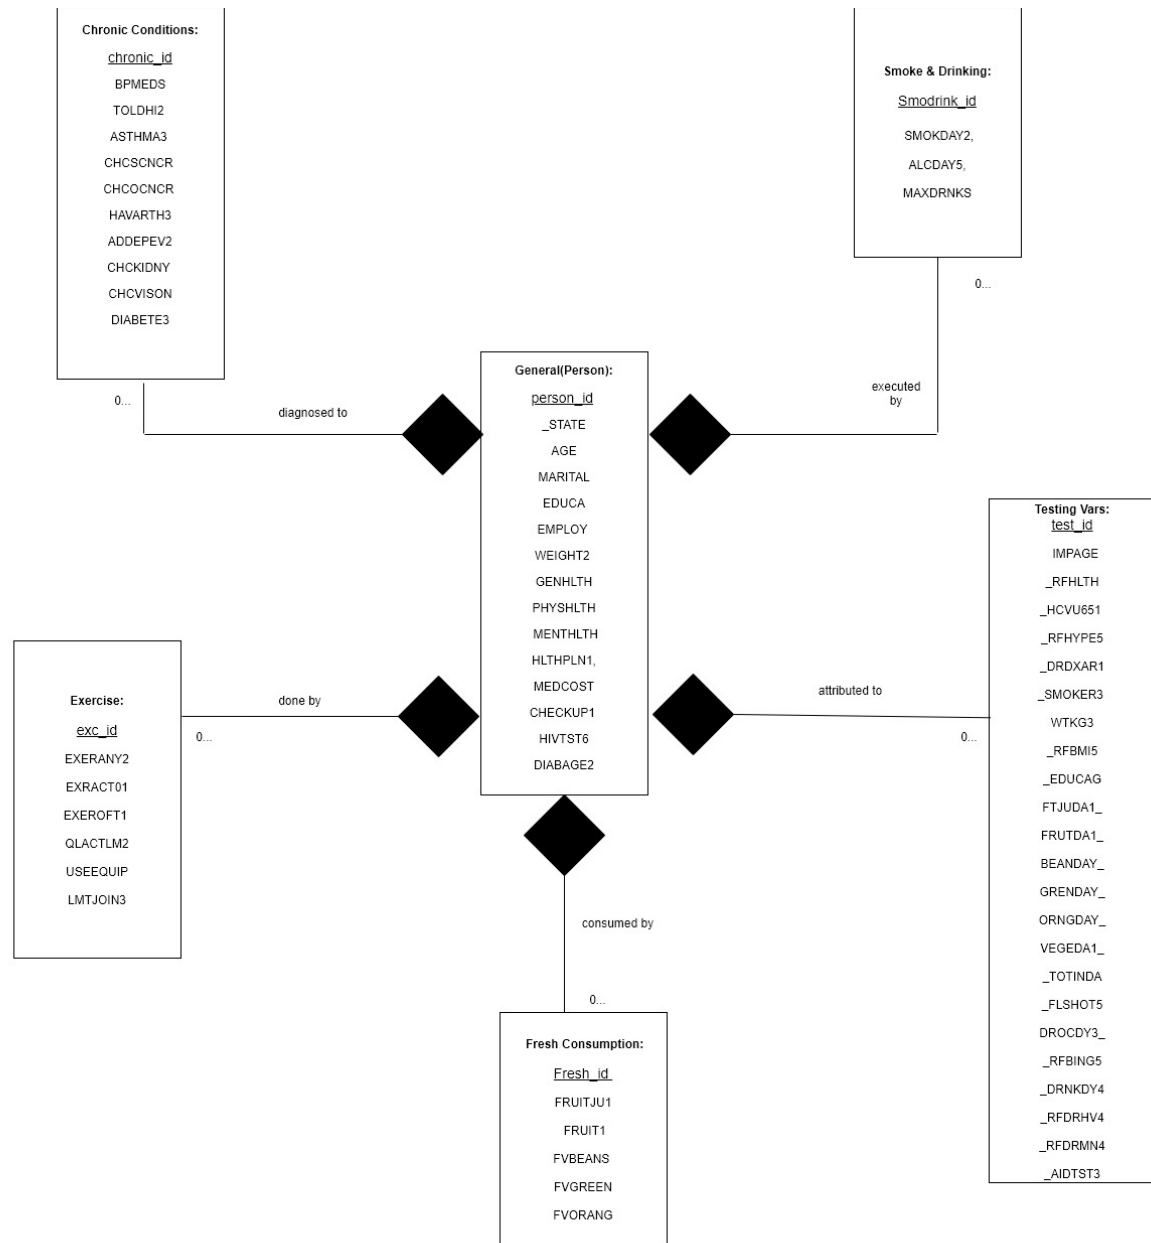 Chronic Conditions:
chronic_id
BPMEDS
TOLDHI2
ASTHMA3
CHCSCNCR
CHCOCNCR
HAVARTH3
ADDEPEV2
CHCKIDNY
CHCVISON
DIABETE3
0...
diagnosed to
Smoke & Drinking:
Smodrink_id
SMOKDAY2,
ALCDAY5,
MAXDRNKS
0...
executed
by
General(Person):
person_id
_STATE
AGE
MARITAL
EDUCA
EMPLOY
WEIGHT2
GENHLTH
PHYSHLTH
MENTHLTH
HLTHPLN1,
MEDCOST
CHECKUP1
HIVTST6
DIABAGE2
Testing Vars:
test_id
IMPAGE
_RFHLTH
_HCVU651
_RFHYPE5
_DRDXAR1
_SMOKER3
WTKG3
_RFBMI5
_EDUCAG
FTJUDA1_
FRUTDA1_
BEANDAY_
GRENDAY_
ORNGDAY_
VEGEDA1_
_TOTINDA
_FLSHOT5
DROCDY3_
_RFBING5
_DRNKDY4
_RFDRHV4
_RFDRMN4
_AIDTST3
attributed to
0...
Exercise:
exc_id
EXERANY2
EXRACT01
EXEROFT1
QLACTLM2
USEEQUIP
LMTJOIN3
done by
0...
consumed by
0...
Fresh Consumption:
Fresh_id
FRUITJU1
FRUIT1
FVBEANS
FVGREEN
FVORANG